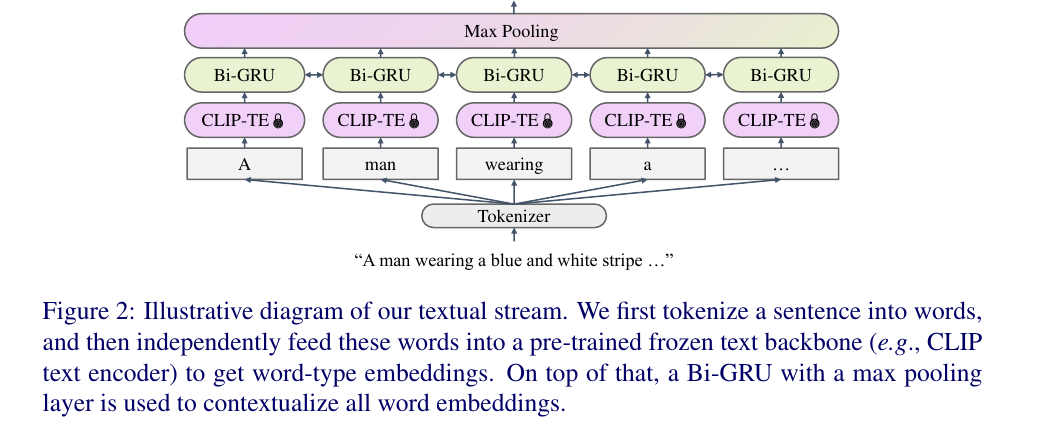 Max Pooling
Bi-GRU Bi-GRU Bi-GRU Bi-GRU Bi-GRU
CLIP-TE CLIP-TE CLIP-TE CLIP-TE CLIP-TE
A man wearing a …
Tokenizer
“A man wearing a blue and white stripe …”
Figure 2: Illustrative diagram of our textual stream. We first tokenize a sentence into words,
and then independently feed these words into a pre-trained frozen text backbone (e.g., CLIP
text encoder) to get word-type embeddings. On top of that, a Bi-GRU with a max pooling
layer is used to contextualize all word embeddings.